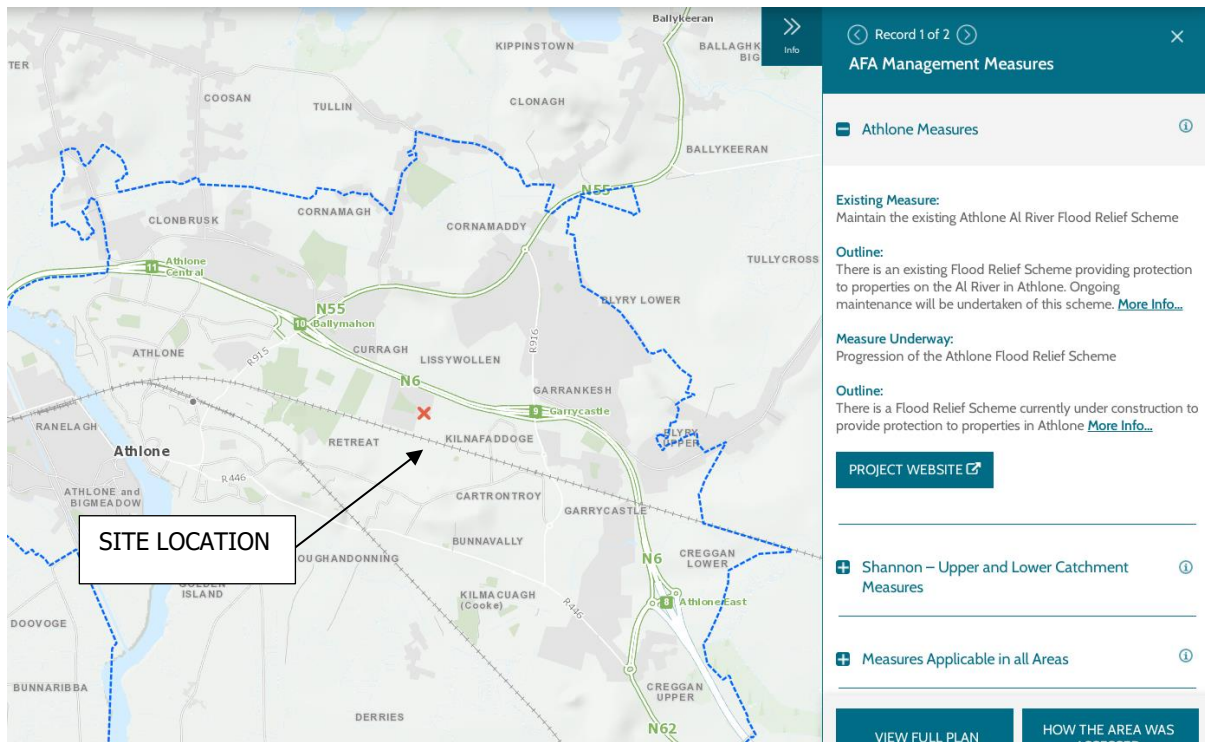 Ballykeeran
KIPPINSTOWN
BALLAGHK
BIG
TER
COOSAN
TULLIN
CLONAGH
BALLYKEERAN
N55
CLONBRUSK
CORNAMAGH
CORNAMADDY
TULLYCROSS
11 Athlone
Central
BLYRY LOWER
N55
10 Ballymahon
R916
ATHLONE
R915
CURRAGH
LISSYWOLLEN
N6
GARRANKESH
9 Garrycastle
RANELAGH
RETREAT
KILNAFADDOGE
BLYRY
UPPER
Athlone
R446
ATHLONE and
BIGMEADOW
CARTRONTROY
GARRYCASTLE
SITE LOCATION
BUNNAVALLY
OUGHANDONNING
N6
CREGGAN
LOWER
GOLDEN
ISLAND
KILMACUAGH
(Cooke)
R446
8 Athlone East
DOOVOGE
BUNNARIBBA
CREGGAN
UPPER
DERRIES
N62
Info
Record 1 of 2
AFA Management Measures
Athlone Measures
Existing Measure:
Maintain the existing Athlone Al River Flood Relief Scheme
Outline:
There is an existing Flood Relief Scheme providing protection
to properties on the Al River in Athlone. Ongoing
maintenance will be undertaken of this scheme. More Info...
Measure Underway:
Progression of the Athlone Flood Relief Scheme
Outline:
There is a Flood Relief Scheme currently under construction to
provide protection to properties in Athlone More Info...
PROJECT WEBSITE
Shannon – Upper and Lower Catchment
Measures
Measures Applicable in all Areas
VIEW FULL PLAN
HOW THE AREA WAS